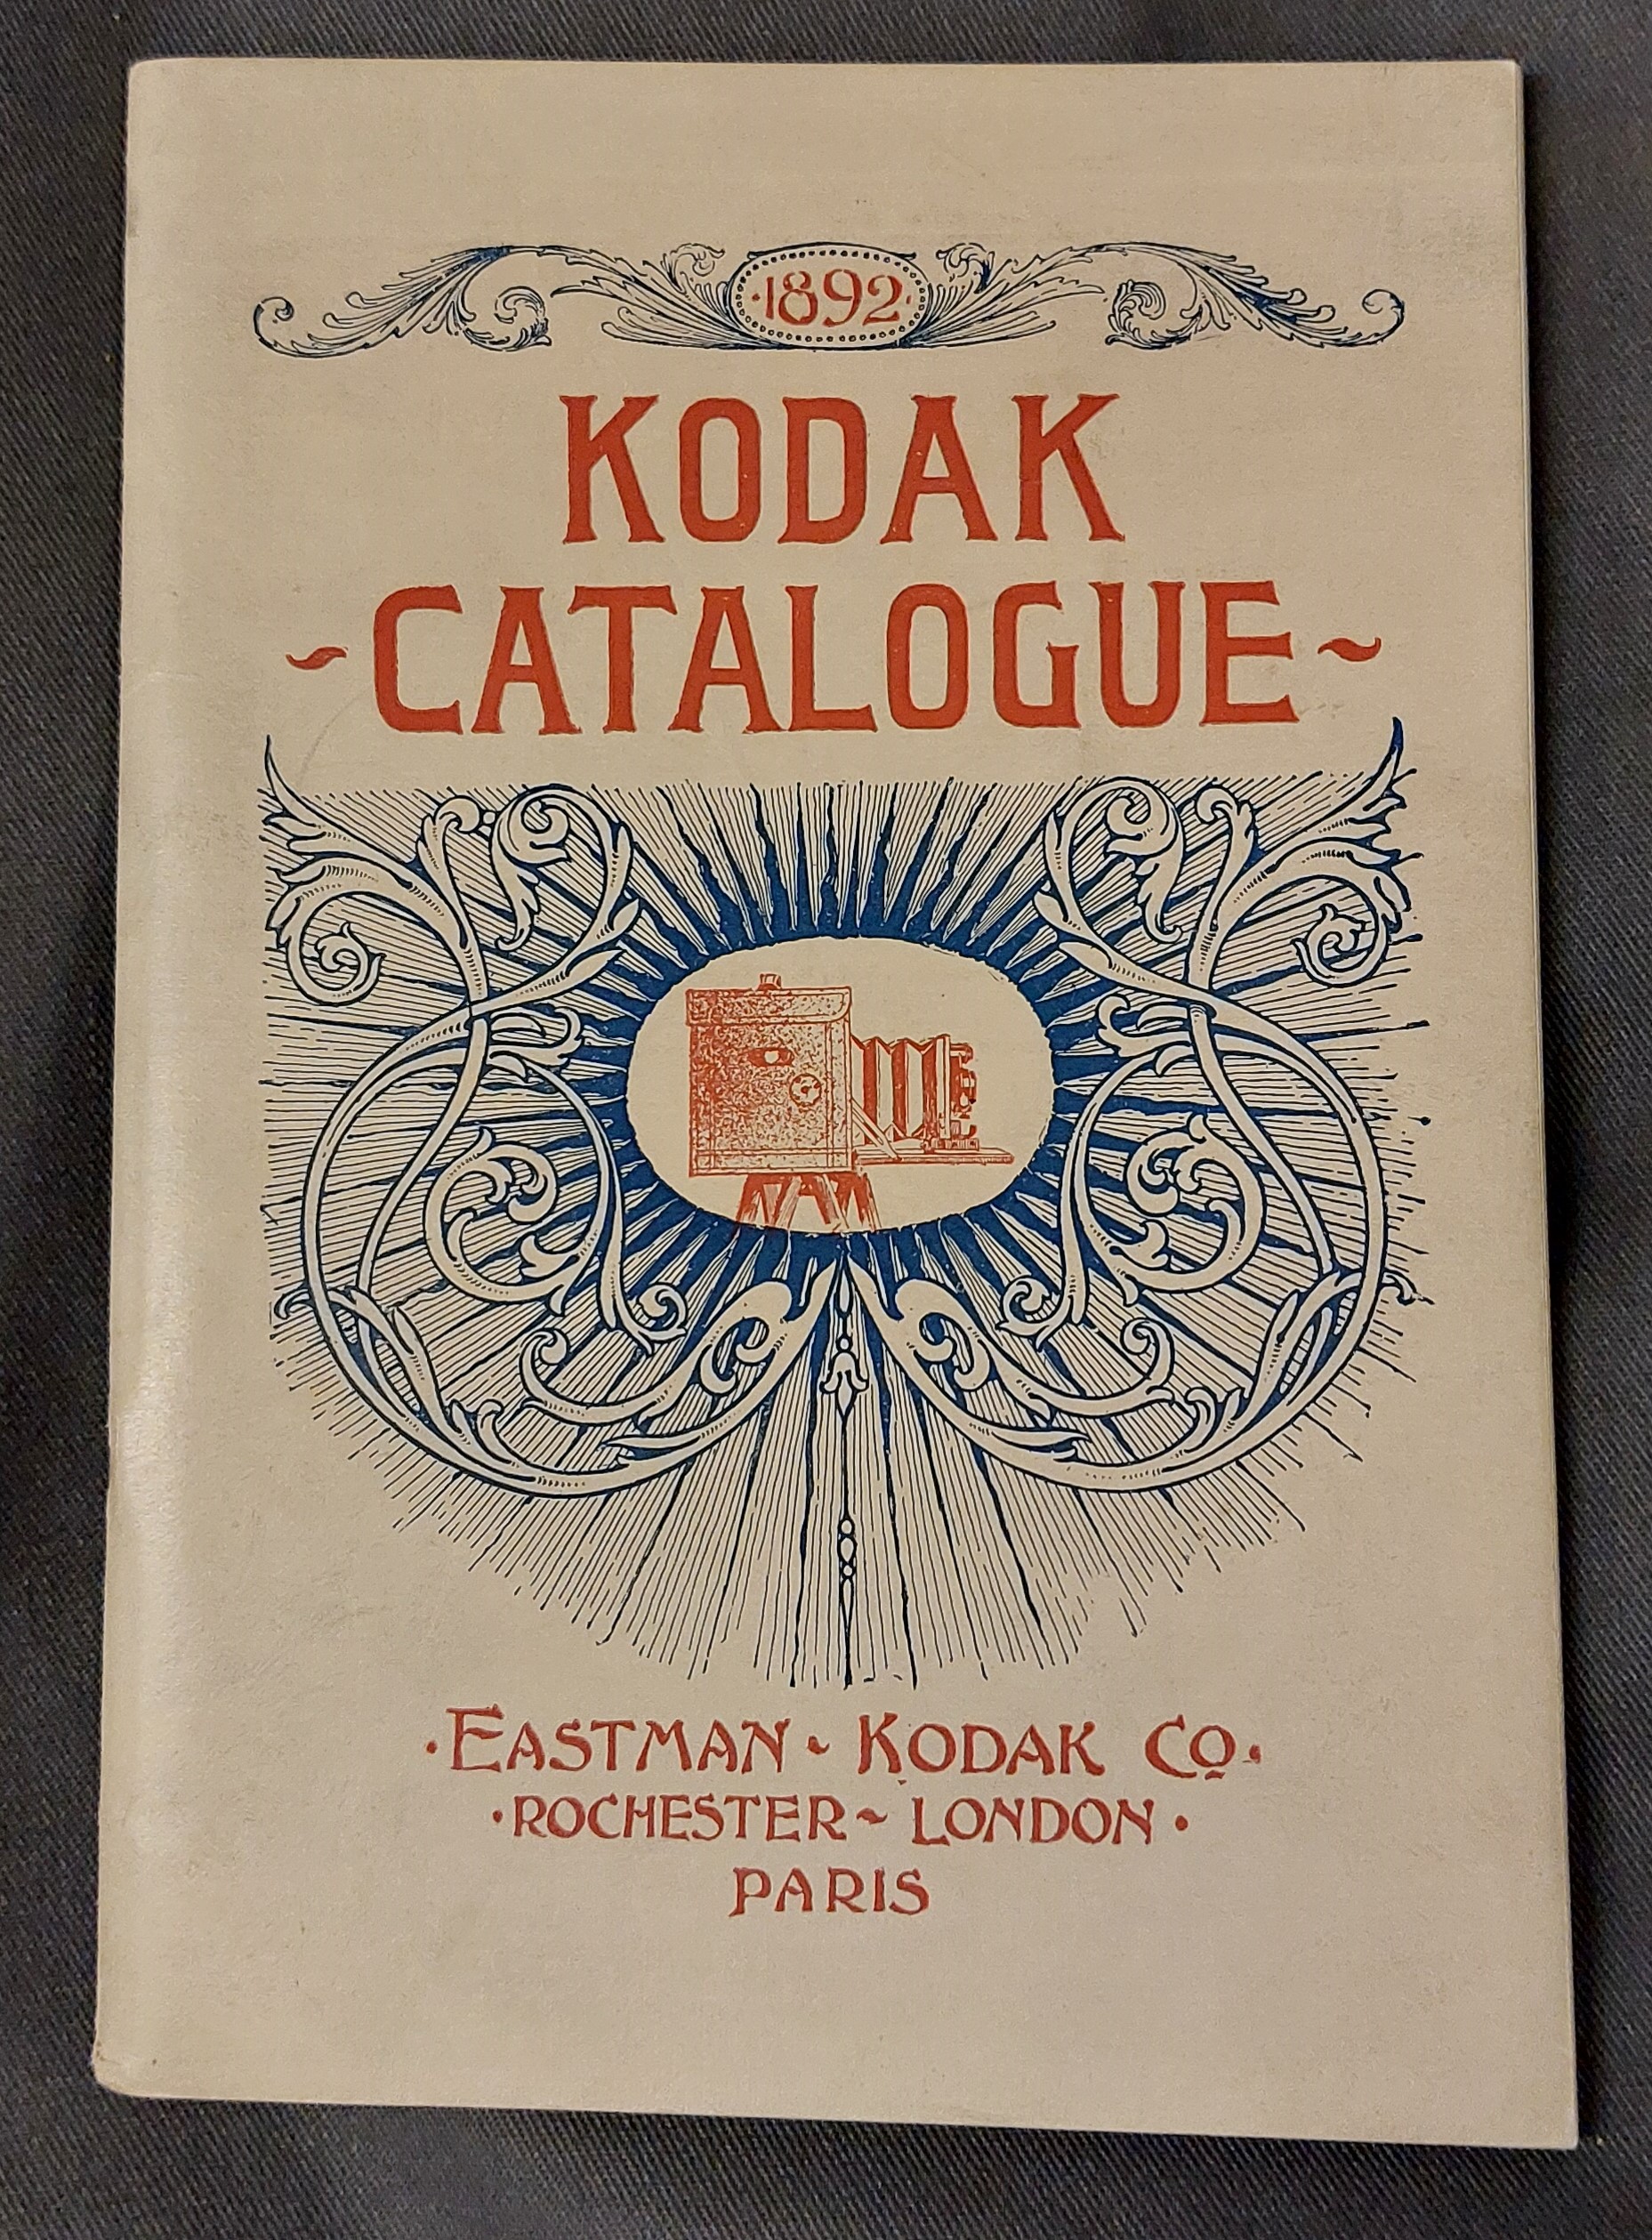 ·1892·
KODAK
~CATALOGUE~
·EASTMAN ~ KODAK Co·
·ROCHESTER ~ LONDON·
PARIS